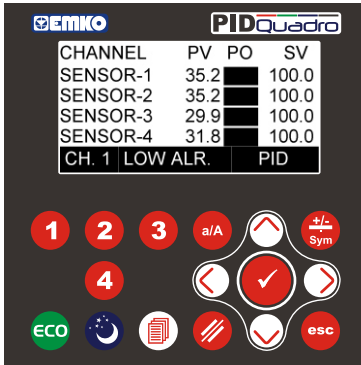 EMKO PIDQuadro
CHANNEL PV PO SV
SENSOR-1 35.2 100.0
SENSOR-2 35.2 100.0
SENSOR-3 29.9 100.0
SENSOR-4 31.8 100.0
CH. 1 LOW ALR. PID
1 2 3 a/A +/- Sym
4
ECO esc